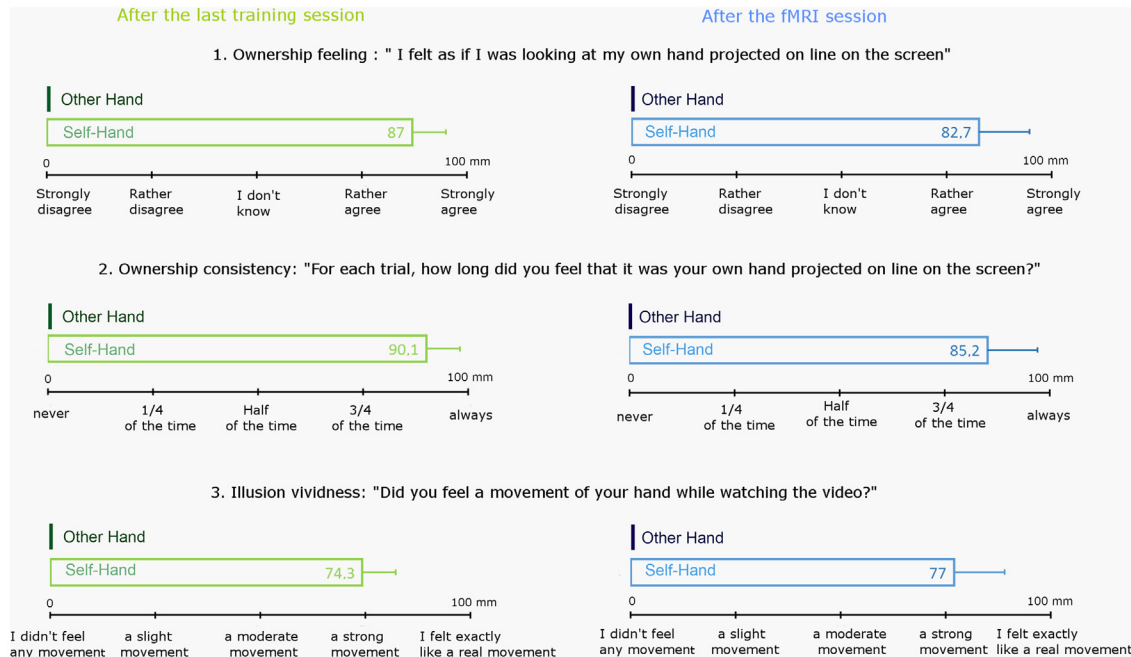 After the last training session
After the fMRI session
1. Ownership feeling : " I felt as if I was looking at my own hand projected on line on the screen"
Other Hand
Self-Hand 87
0 100 mm
Strongly disagree
Rather disagree
I don't know
Rather agree
Strongly agree
Other Hand
Self-Hand 82,7
0 100 mm
Strongly disagree
Rather disagree
I don't know
Rather agree
Strongly agree
2. Ownership consistency: "For each trial, how long did you feel that it was your own hand projected on line on the screen?"
Other Hand
Self-Hand 90,1
0 100 mm
never
1/4 of the time
Half of the time
3/4 of the time
always
Other Hand
Self-Hand 85,2
0 100 mm
never
1/4 of the time
Half of the time
3/4 of the time
always
3. Illusion vividness: "Did you feel a movement of your hand while watching the video?"
Other Hand
Self-Hand 74,3
0 100 mm
I didn't feel any movement
a slight movement
a moderate movement
a strong movement
I felt exactly like a real movement
Other Hand
Self-Hand 77
0 100 mm
I didn't feel any movement
a slight movement
a moderate movement
a strong movement
I felt exactly like a real movement